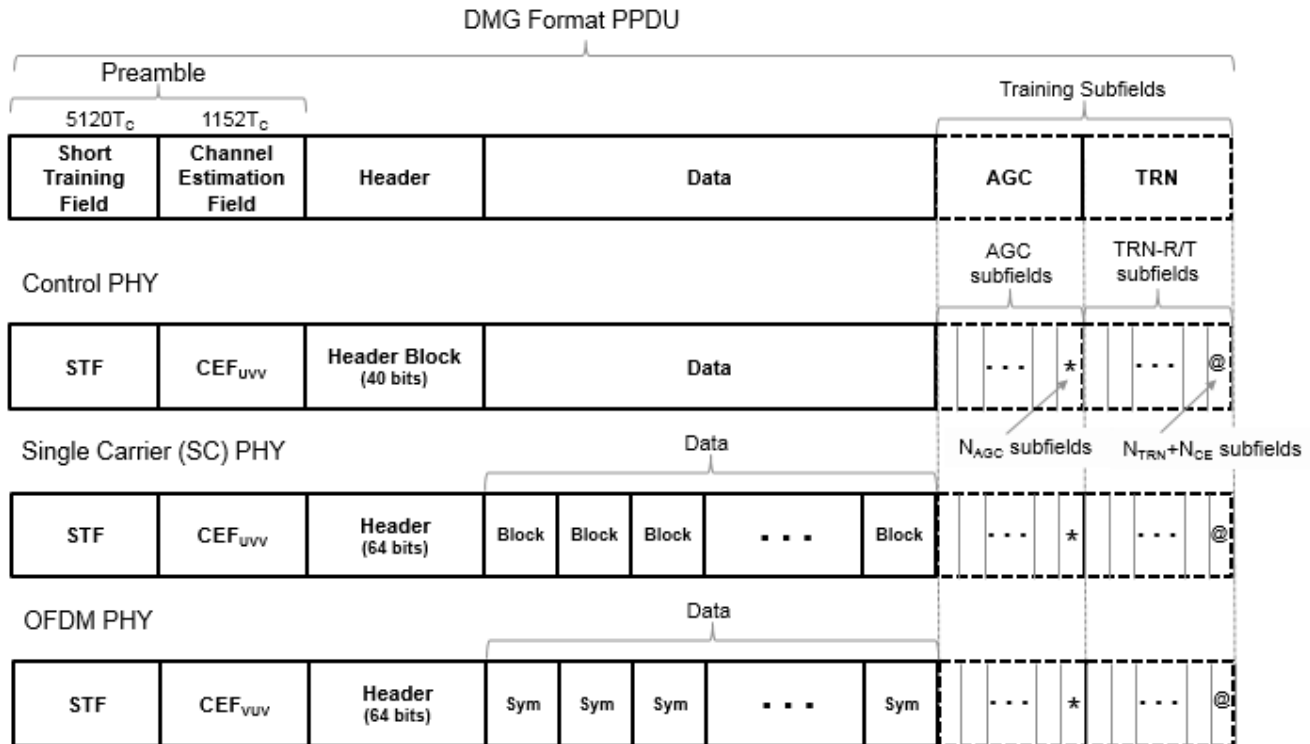 DMG Format PPDU
Preamble
Training Subfields
5120Tc 1152Tc
Short Training Field
Channel Estimation Field
Header
Data
AGC
TRN
AGC subfields
TRN-R/T subfields
Control PHY
STF
CEFUVV
Header Block
(40 bits)
Data
- - -
*
- - -
@
NAGC subfields
NTRN+NCE subfields
Single Carrier (SC) PHY
Data
STF
CEFUVV
Header
(64 bits)
Block
Block
Block
- - -
Block
- - -
*
- - -
@
OFDM PHY
Data
STF
CEFVUV
Header
(64 bits)
Sym
Sym
Sym
- - -
Sym
- - -
*
- - -
@